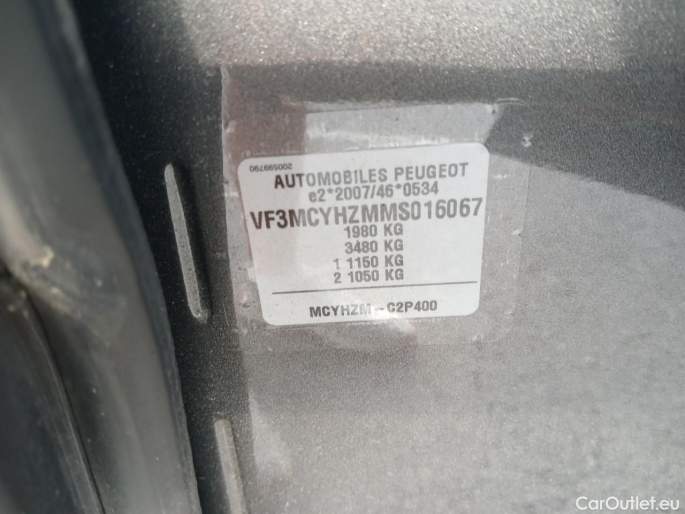 200599790
AUTOMOBILES PEUGEOT
e2*2007/46*0534
VF3MCYHZMMS016067
1980 KG
3480 KG
1 1150 KG
2 1050 KG
MCYHZM -C2P400
CarOutlet.eu